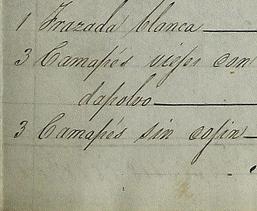 1 Frazada blanca
3 Camapés viejos con
dapolvo
3 Camapés sin cojin